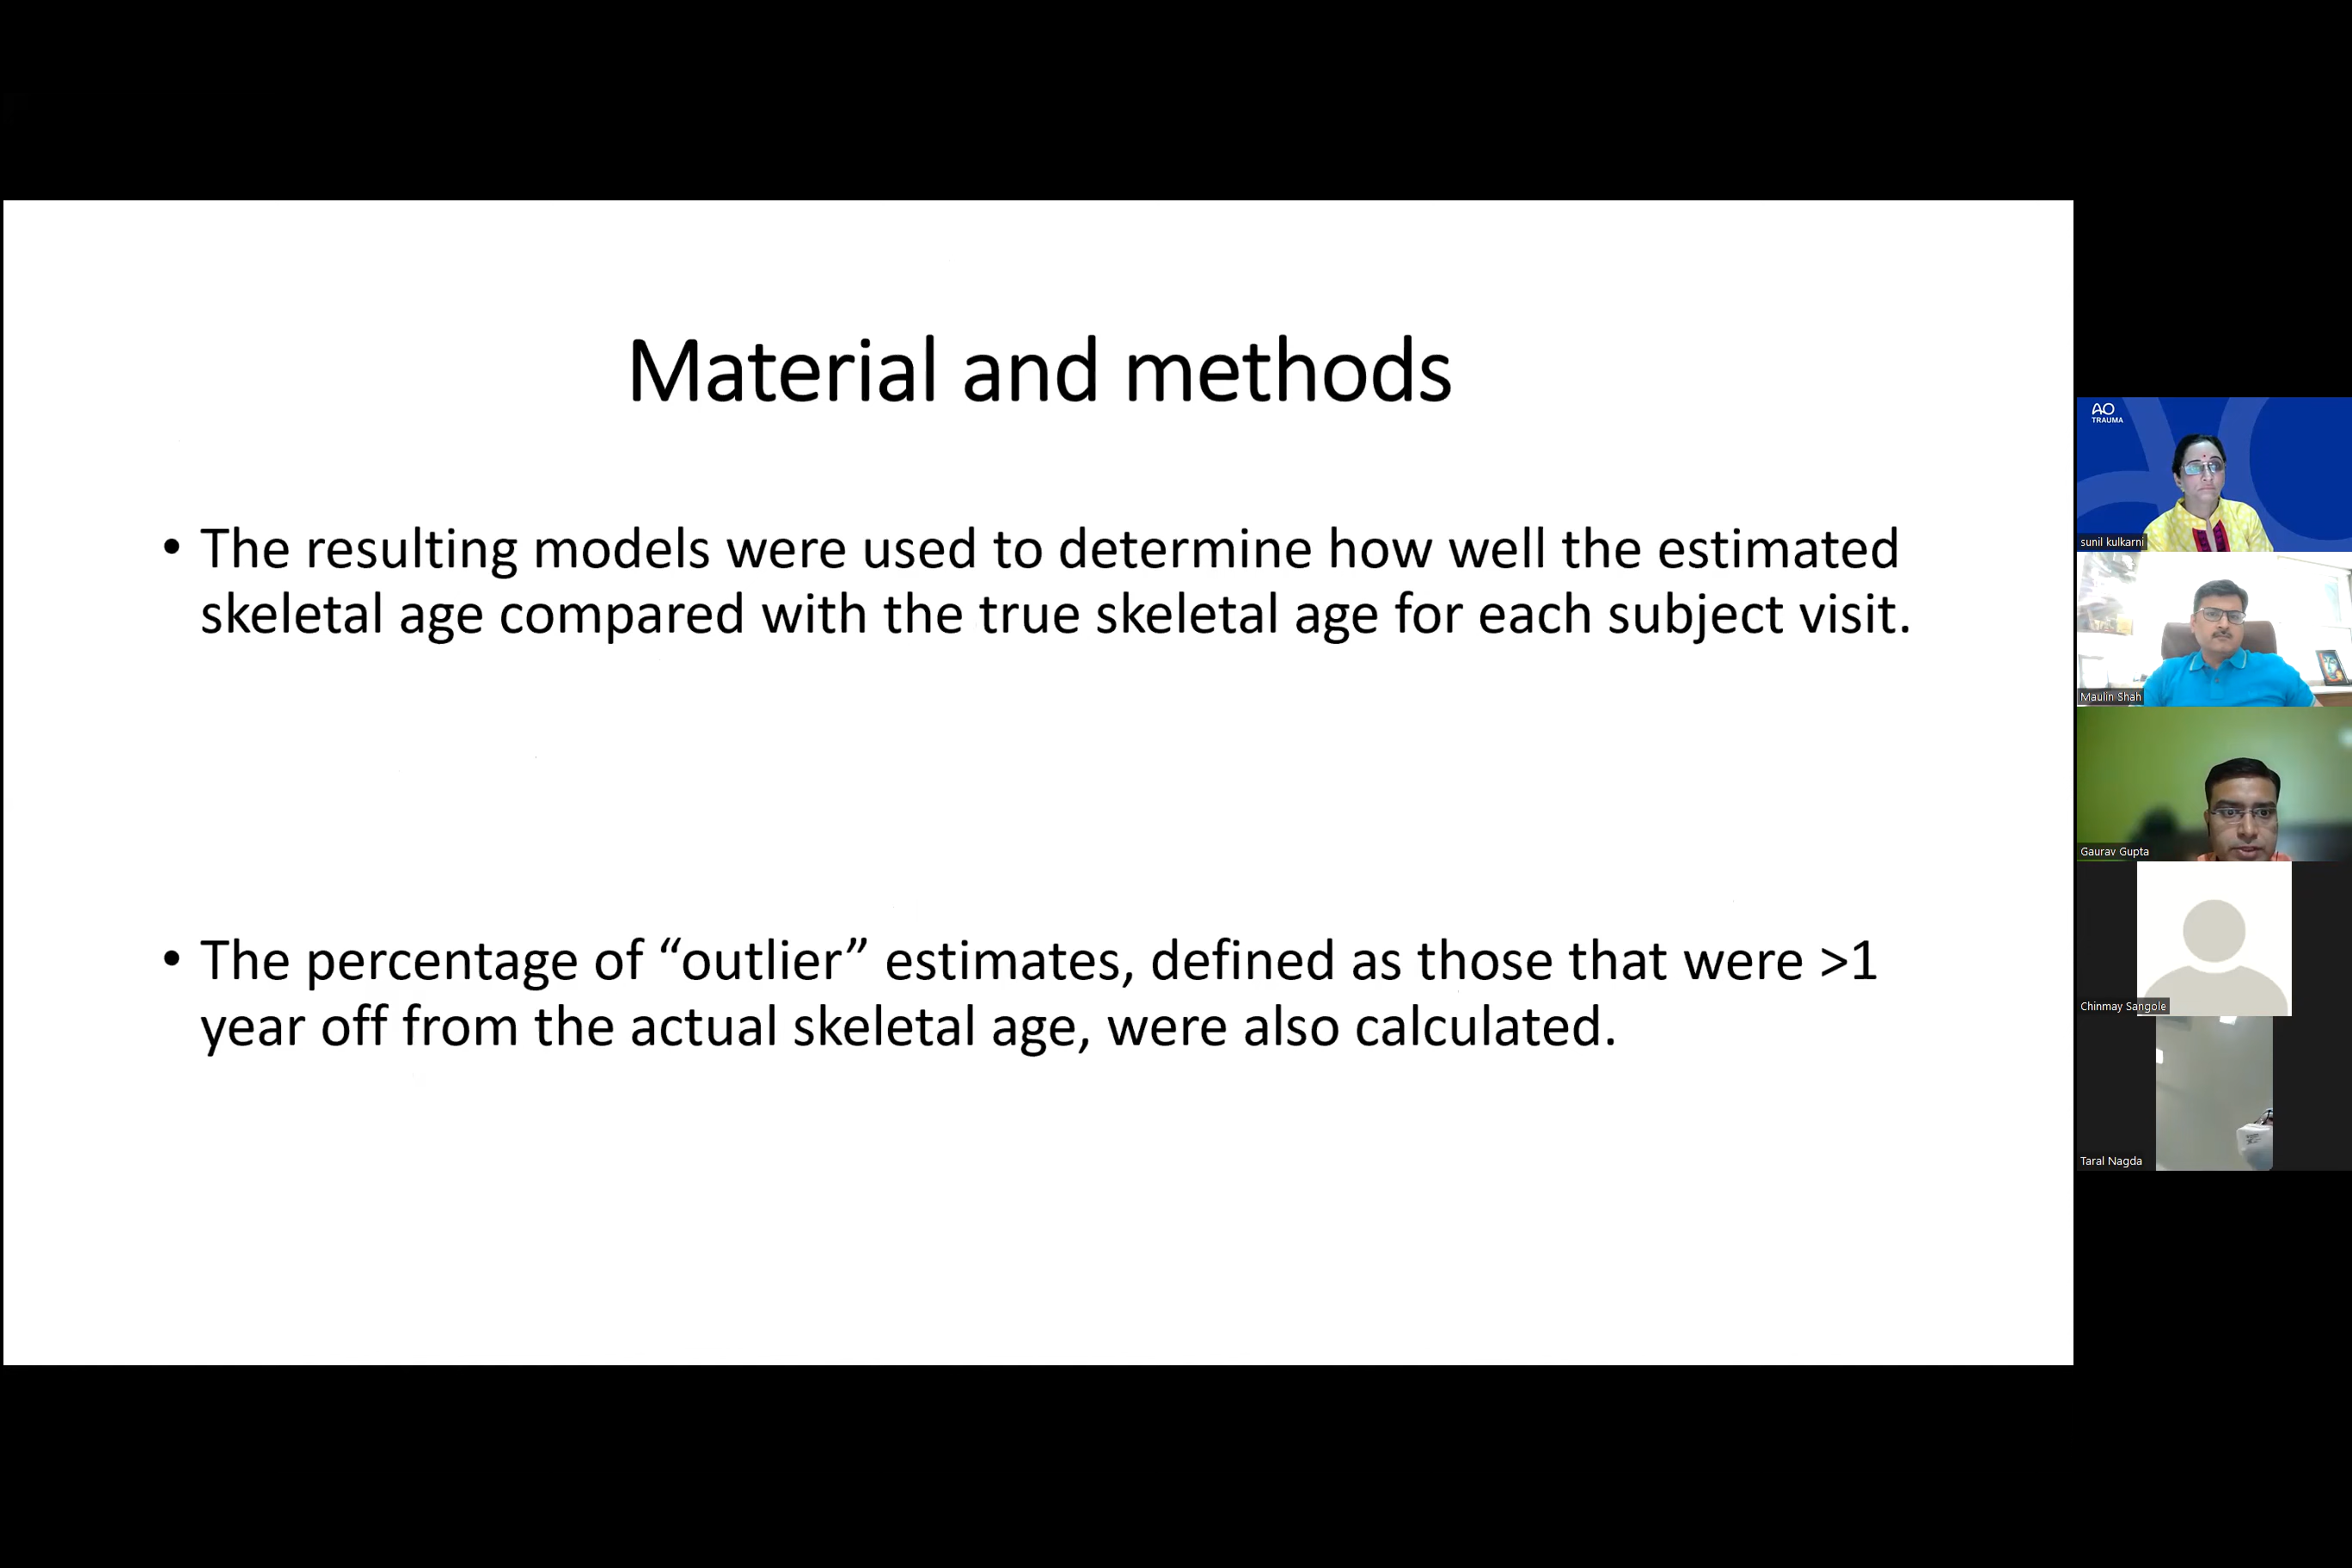 Material and methods
• The resulting models were used to determine how well the estimated
skeletal age compared with the true skeletal age for each subject visit.
• The percentage of “outlier” estimates, defined as those that were >1
year off from the actual skeletal age, were also calculated.
AO
TRAUMA
sunil kulkarni
Maulin Shah
Gaurav Gupta
Chinmay Sangole
Taral Nagda